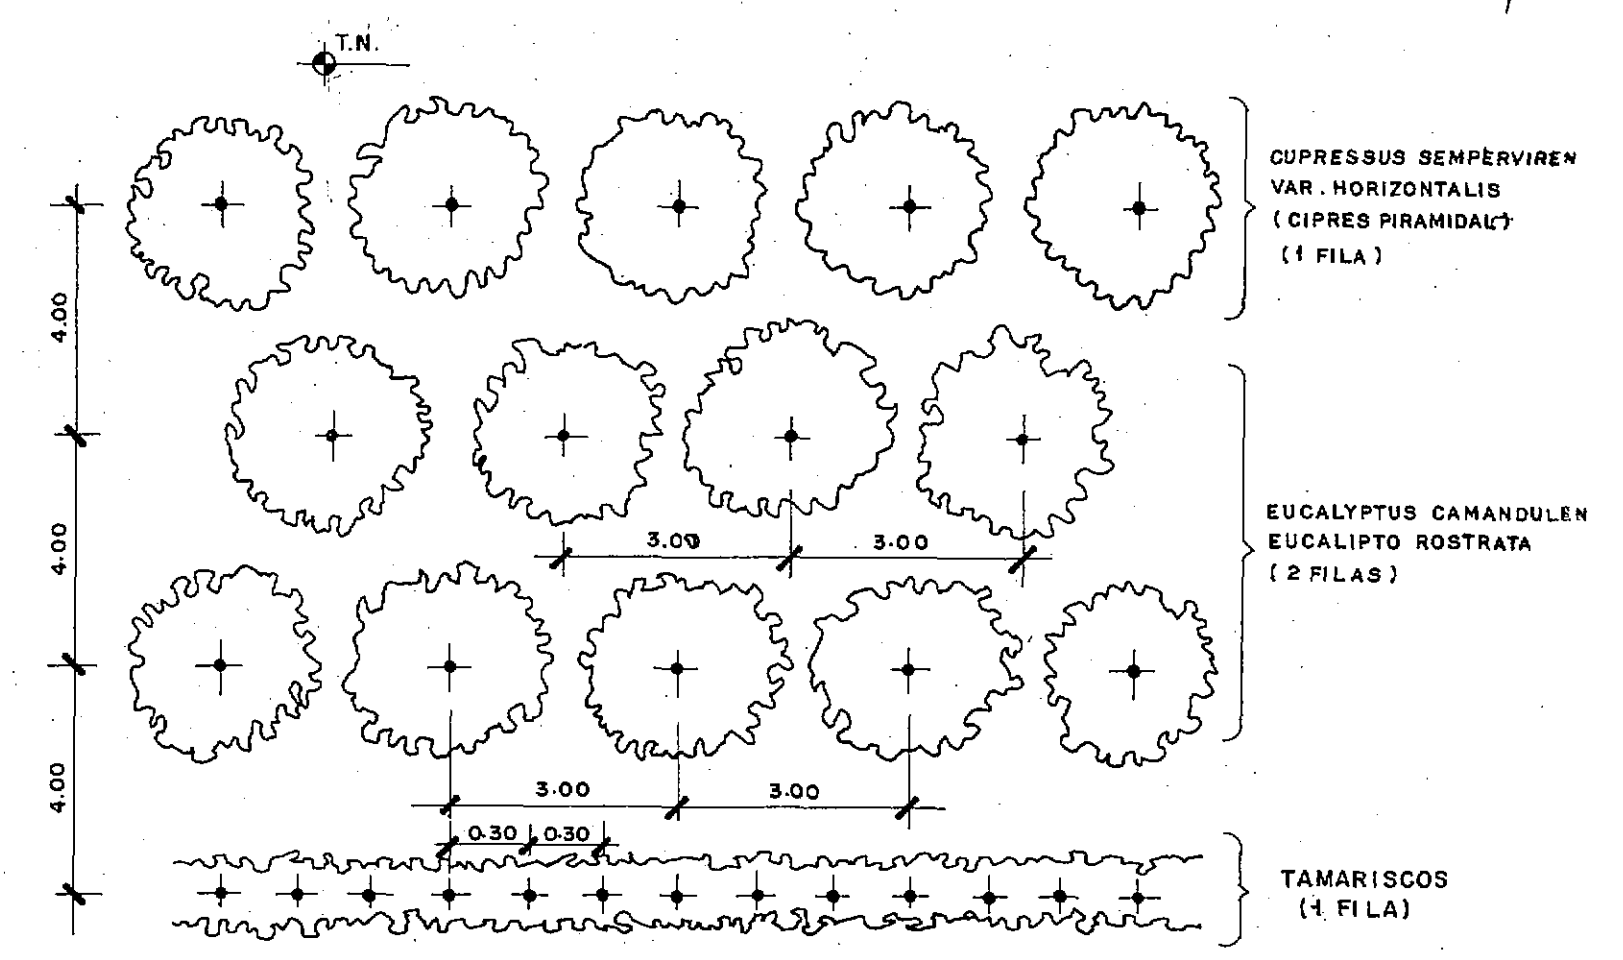 T.N.
CUPRESSUS SEMPERVIREN
VAR. HORIZONTALIS
(CIPRES PIRAMIDAL)
(1 FILA)
4.00
4.00
3.00
3.00
EUCALYPTUS CAMANDULEN
EUCALIPTO ROSTRATA
(2 FILAS)
4.00
3.00
3.00
0.30
0.30
TAMARISCOS
(1 FILA)